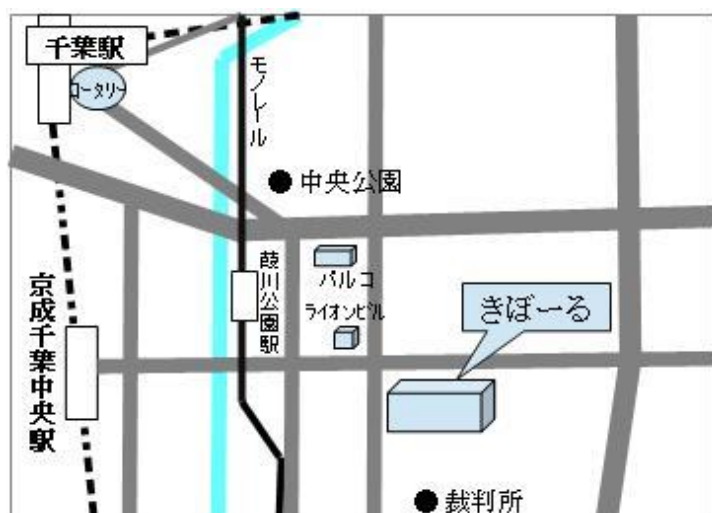 千葉駅
ロータリー
モノレール
中央公園
葭川公園駅
パルコ
ライオンビル
きぼーる
京成千葉中央駅
裁判所